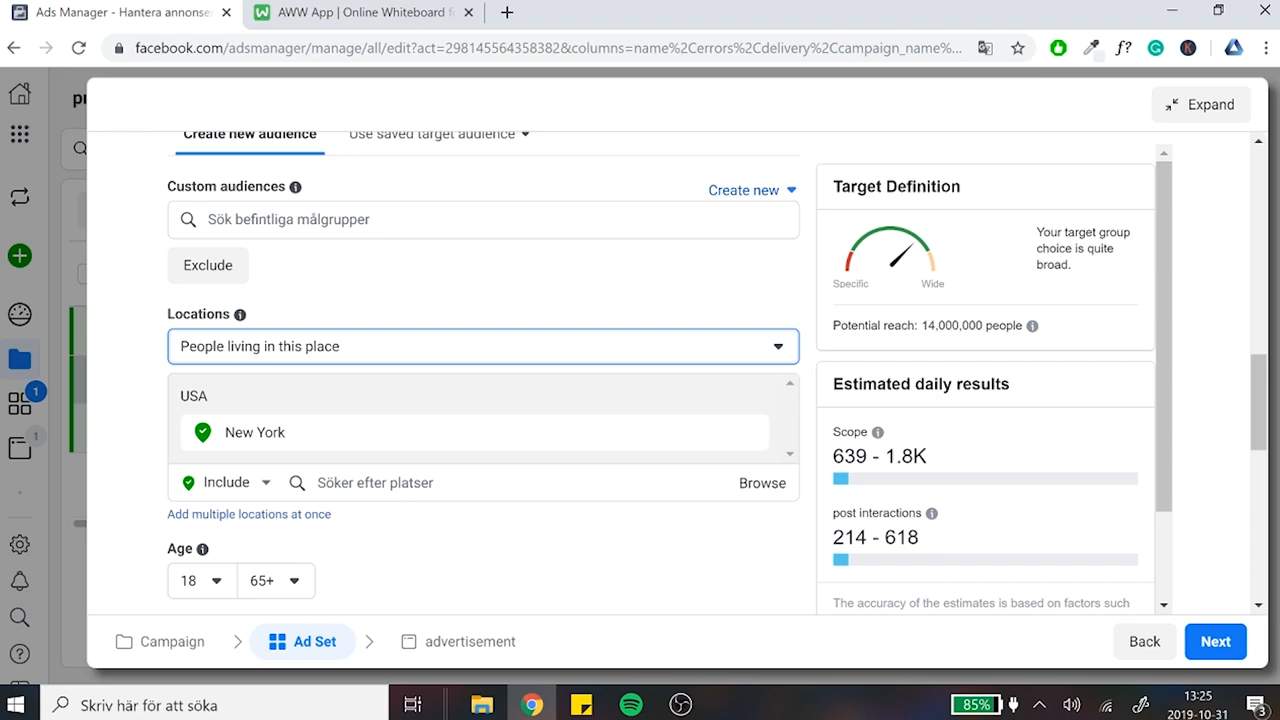 Ads Manager - Hantera annonser
AWW App | Online Whiteboard fo
facebook.com/adsmanager/manage/all/edit?act=298145564358382&columns=name%2Cerrors%2Cdelivery%2Ccampaign_name%...
f?
Expand
Create new audience
Use saved target audience
Custom audiences
Create new
Sök befintliga målgrupper
Exclude
Locations
People living in this place
USA
New York
Include
Söker efter platser
Browse
Add multiple locations at once
Age
18
65+
Target Definition
Your target group
choice is quite
broad.
Specific
Wide
Potential reach: 14,000,000 people
Estimated daily results
Scope
639 - 1.8K
post interactions
214 - 618
The accuracy of the estimates is based on factors such
1
1
Campaign
Ad Set
advertisement
Back
Next
Skriv här för att söka
85%
13:25
2019-10-31
3